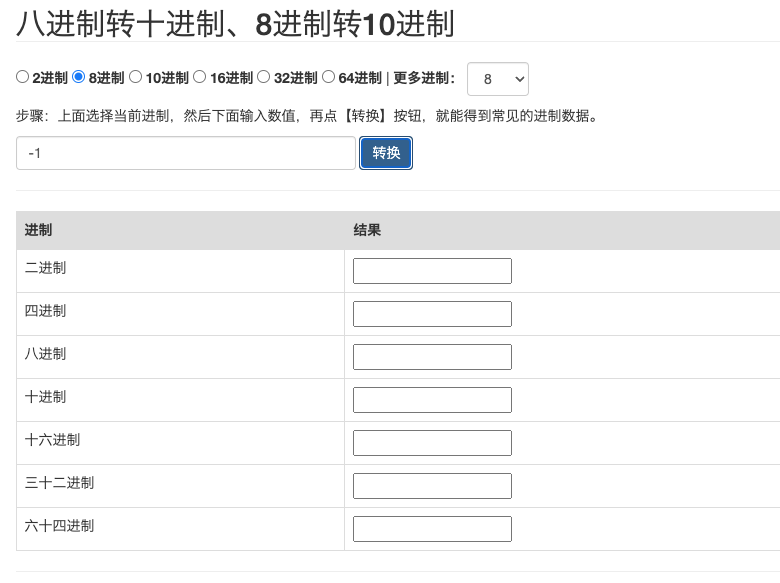 八进制转十进制、8进制转10进制
2进制 8进制 10进制 16进制 32进制 64进制 | 更多进制： 8
步骤：上面选择当前进制，然后下面输入数值，再点【转换】按钮，就能得到常见的进制数据。
-1 转换
进制 结果
二进制
四进制
八进制
十进制
十六进制
三十二进制
六十四进制